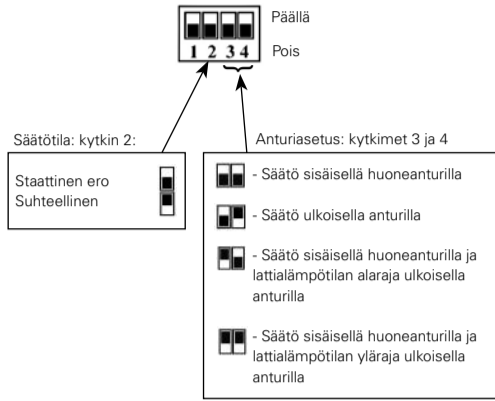 Päällä
1 2 3 4
Pois
Säätötila: kytkin 2:
Staattinen ero
Suhteellinen
Anturiasetus: kytkimet 3 ja 4
- Säätö sisäisellä huoneanturilla
- Säätö ulkoisella anturilla
- Säätö sisäisellä huoneanturilla ja
lattialämpötilan alaraja ulkoisella
anturilla
- Säätö sisäisellä huoneanturilla ja
lattialämpötilan yläraja ulkoisella
anturilla